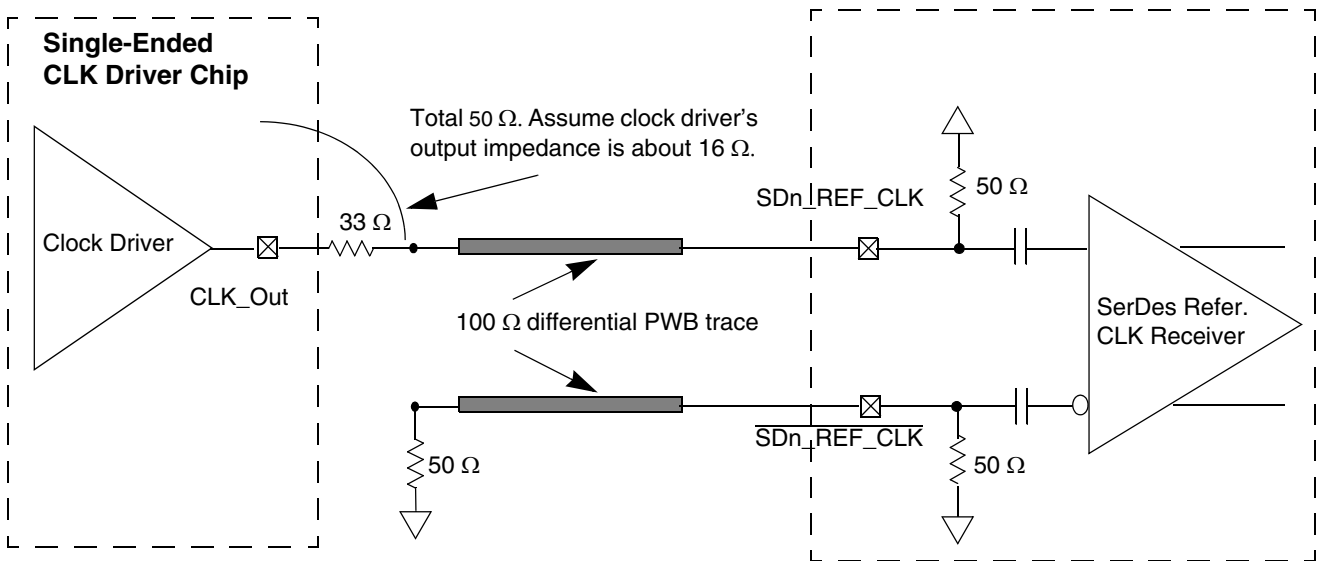 Single-Ended
CLK Driver Chip
Total 50 Ω. Assume clock driver's
output impedance is about 16 Ω.
SDn_REF_CLK
50 Ω
33 Ω
Clock Driver
CLK_Out
100 Ω differential PWB trace
SerDes Refer.
CLK Receiver
SDn_REF_CLK
50 Ω
50 Ω